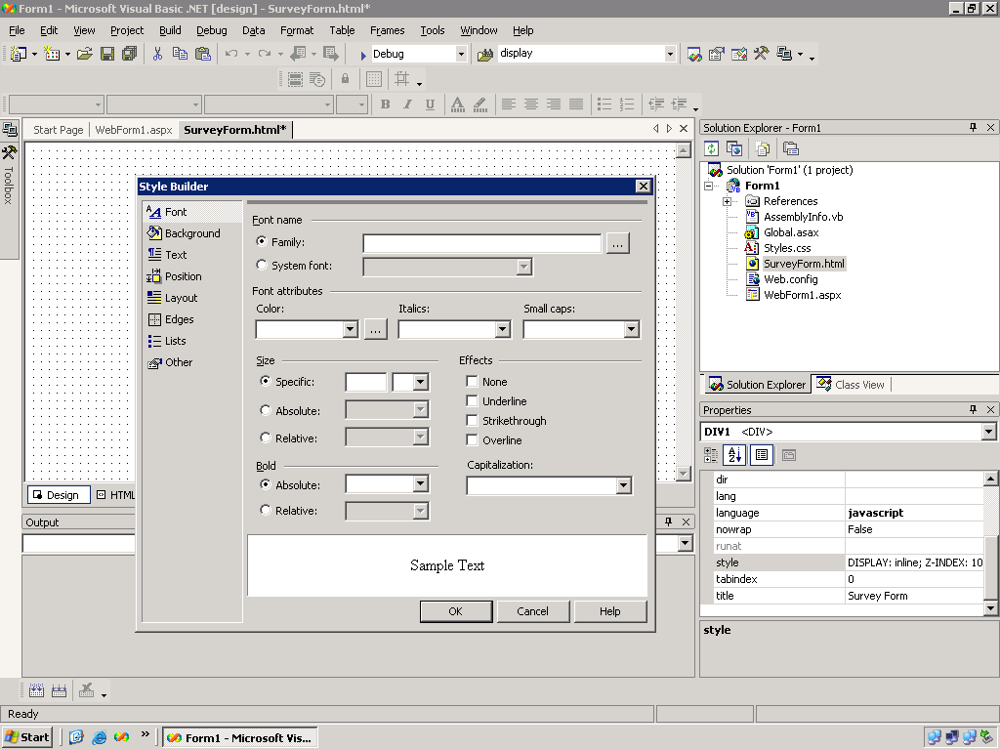 Form1 - Microsoft Visual Basic .NET [design] - SurveyForm.html*
File Edit View Project Build Debug Data Format Table Frames Tools Window Help
Debug display
B I U A
Start Page WebForm1.aspx SurveyForm.html*
Toolbox
Style Builder
Font
Background
Text
Position
Layout
Edges
Lists
Other
Font name
Family: ...
System font:
Font attributes
Color: Italics: Small caps:
...
Size Effects
Specific: None
Underline
Absolute:
Strikethrough
Relative: Overline
Bold Capitalization:
Absolute:
Relative:
Sample Text
OK Cancel Help
Design HTML
Output
Solution Explorer - Form1
Solution 'Form1' (1 project)
Form1
References
AssemblyInfo.vb
Global.asax
Styles.css
SurveyForm.html
Web.config
WebForm1.aspx
Solution Explorer Class View
Properties
DIV1 <DIV>
dir
lang
language javascript
nowrap False
runat
style DISPLAY: inline; Z-INDEX: 10
tabindex 0
title Survey Form
style
Ready
Start » Form1 - Microsoft Vis...